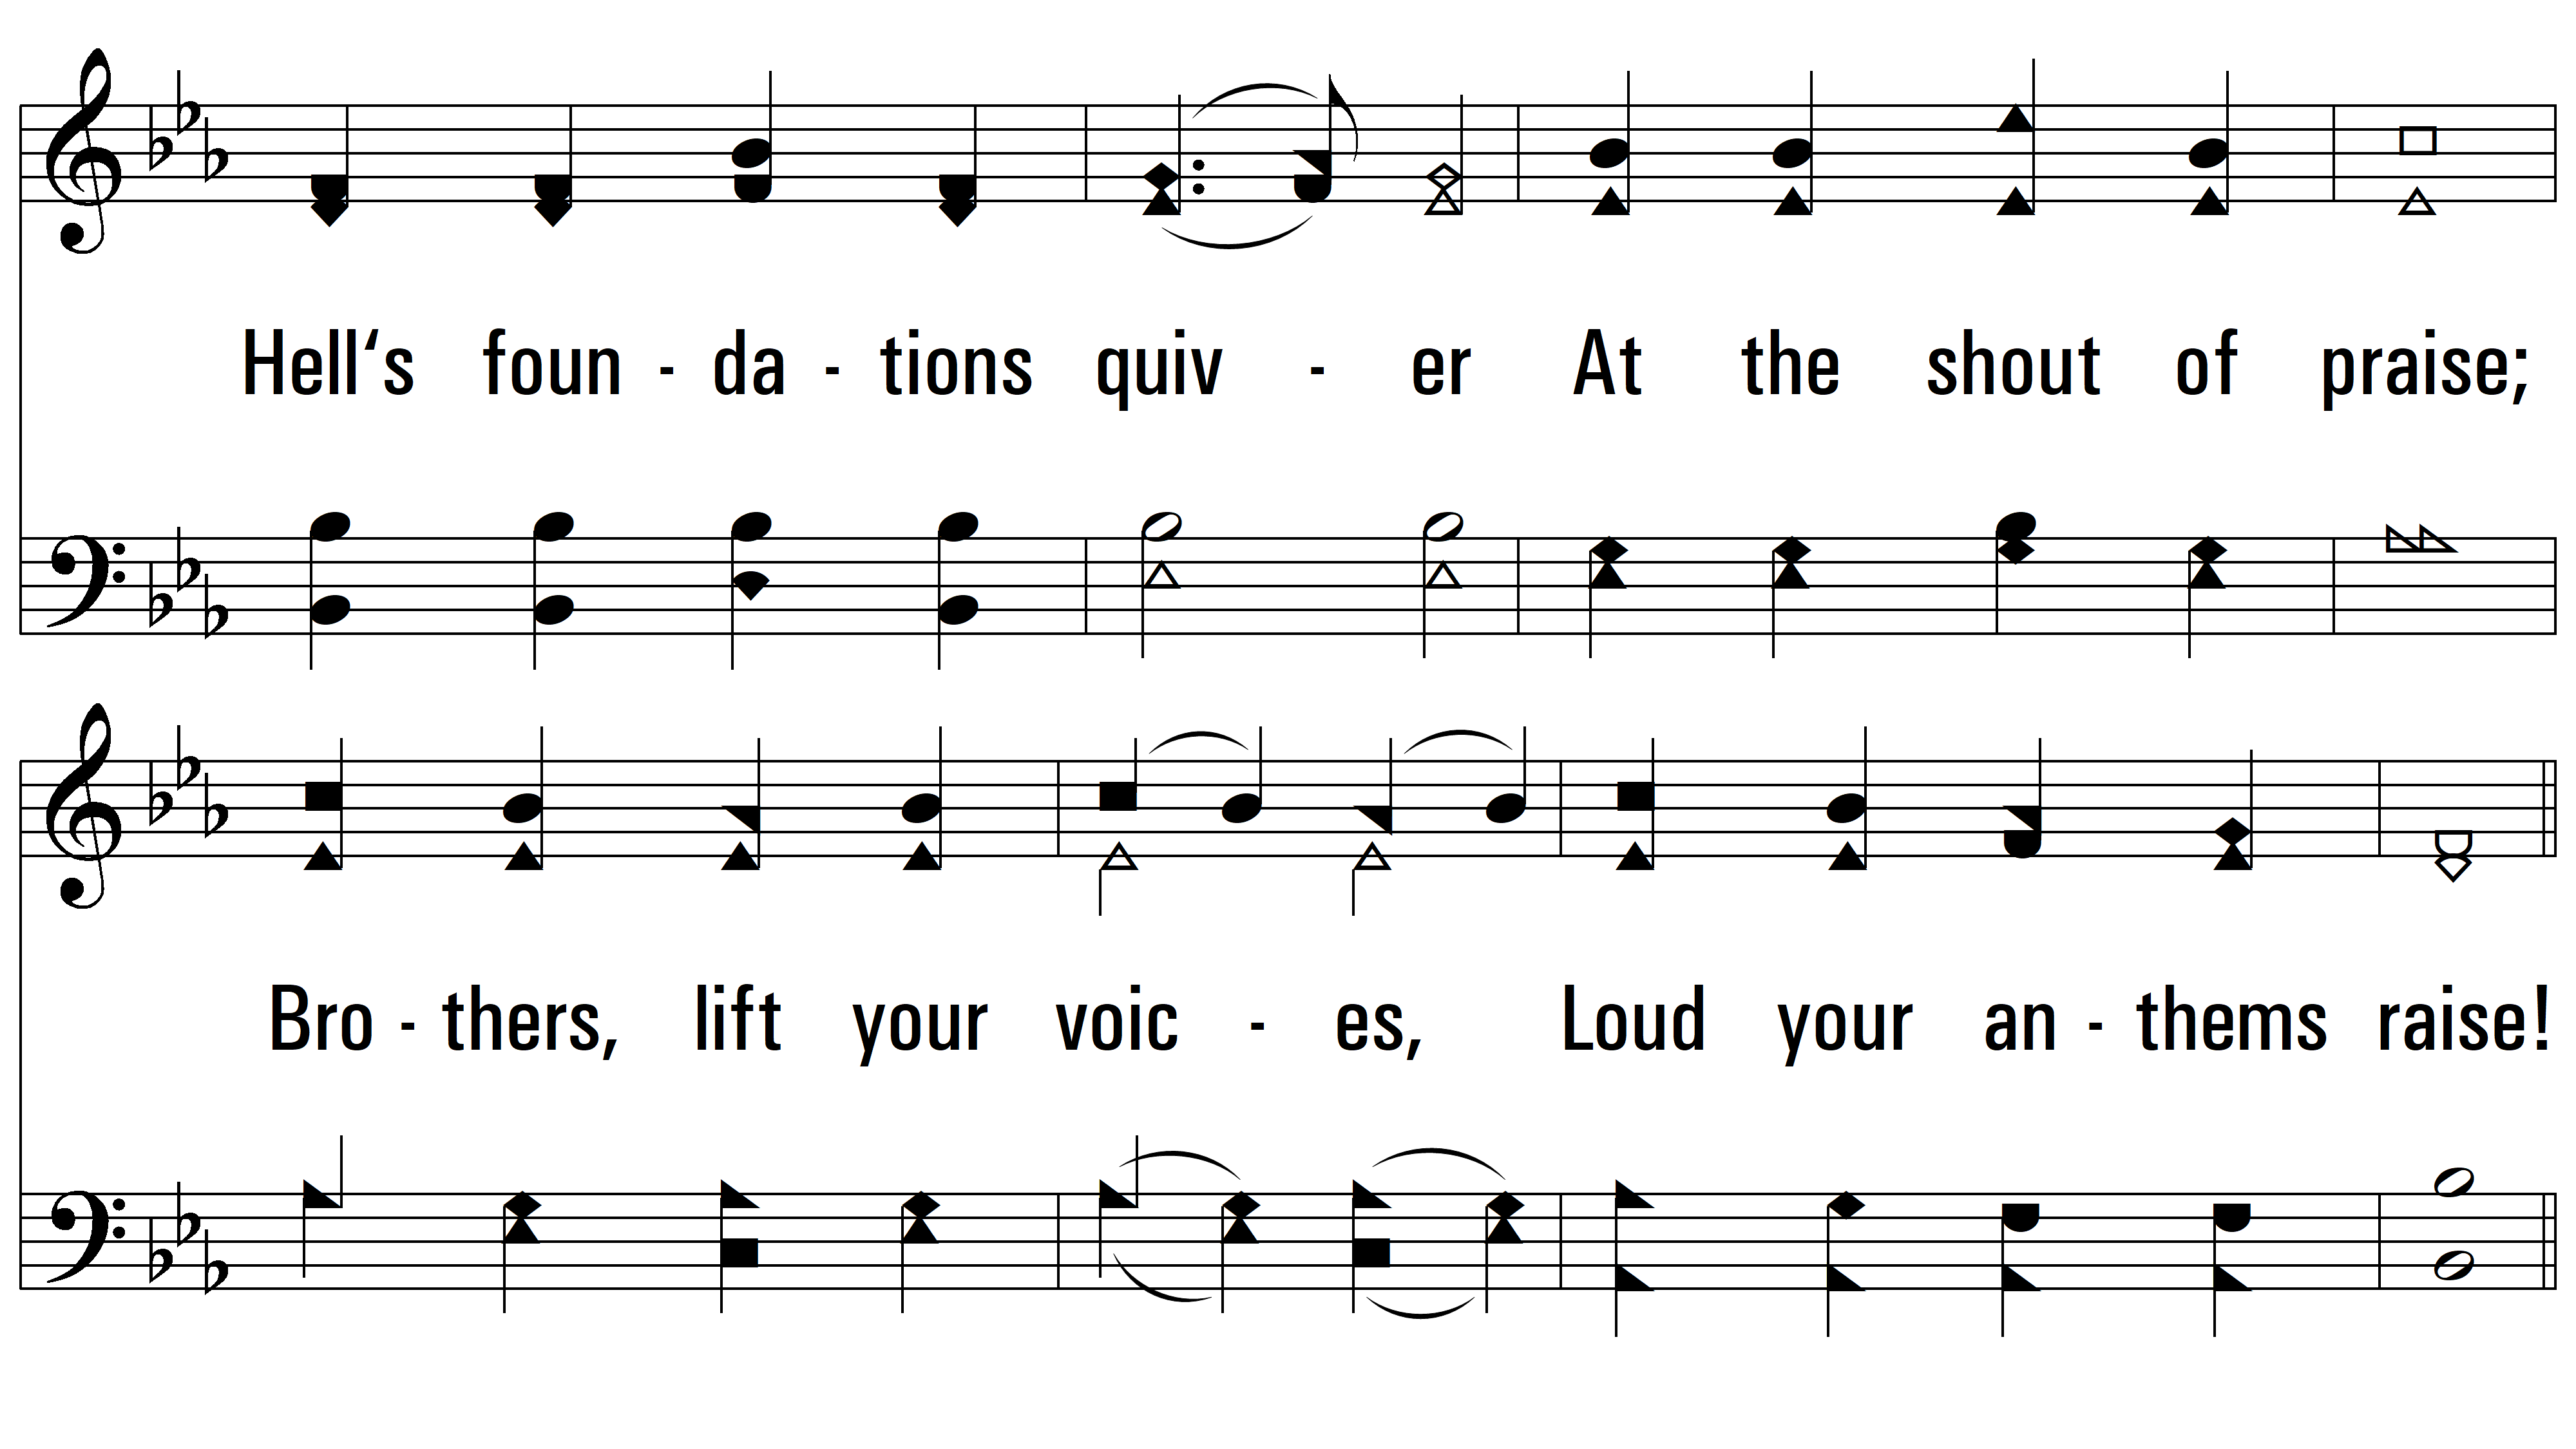 Hell‘s foun - da - tions quiv - er At the shout of praise;
Bro - thers, lift your voic - es, Loud your an - thems raise!